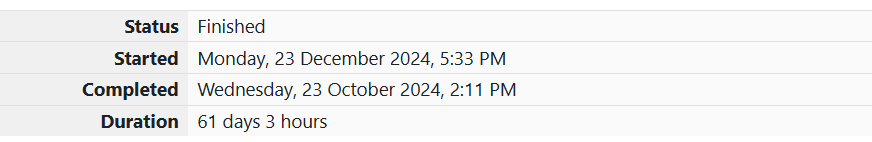 Status Finished
Started Monday, 23 December 2024, 5:33 PM
Completed Wednesday, 23 October 2024, 2:11 PM
Duration 61 days 3 hours